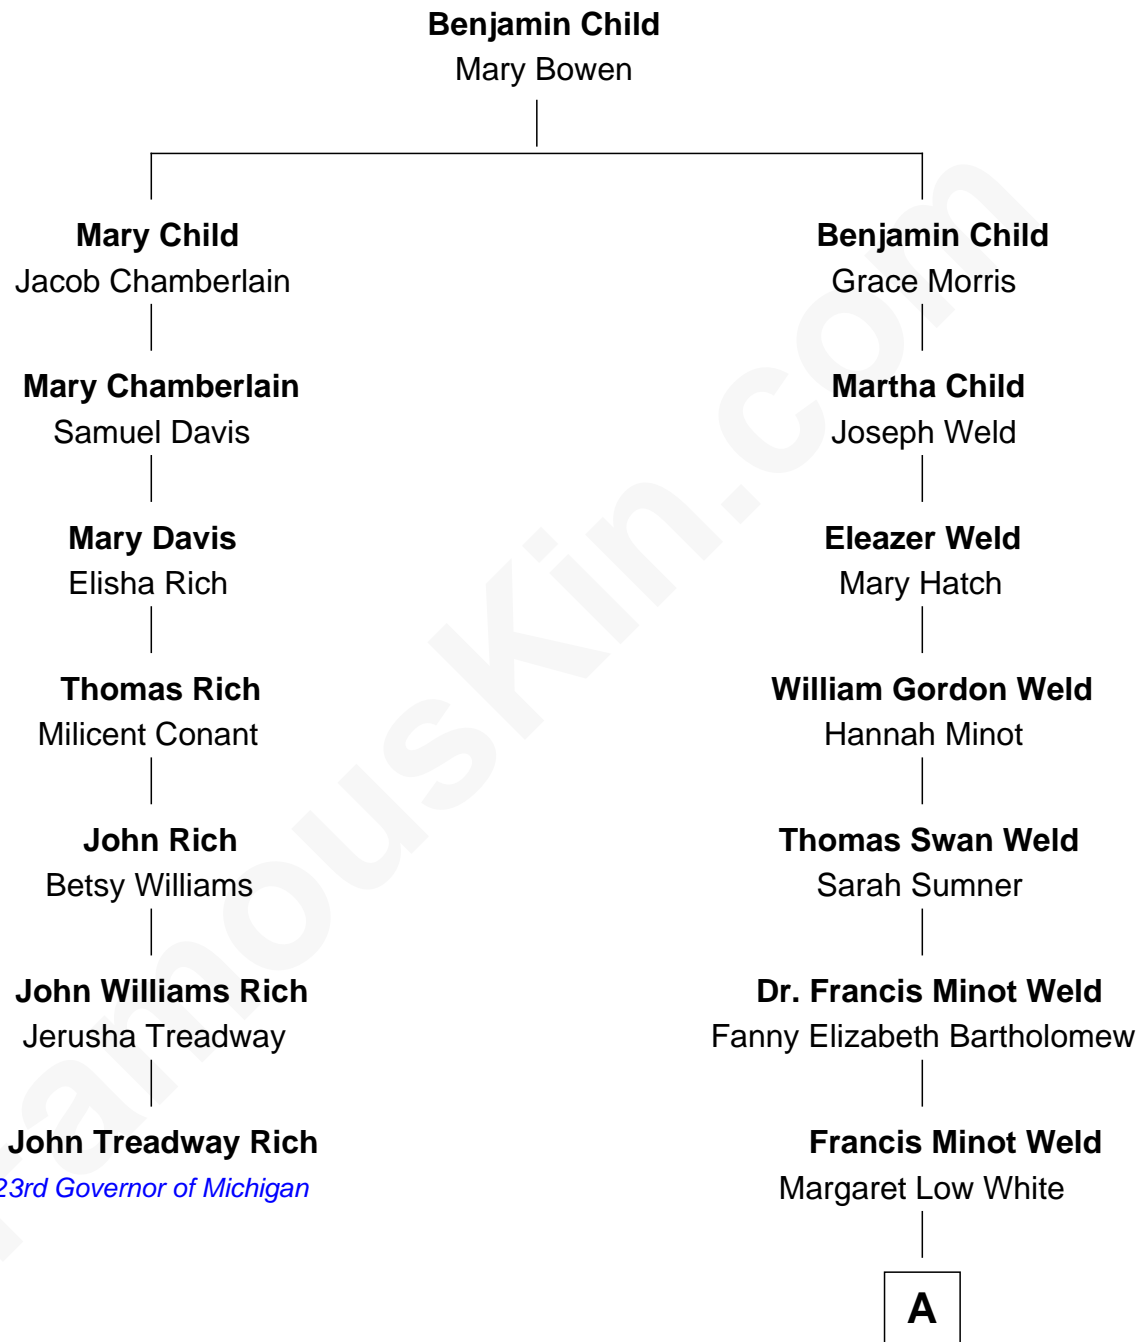 Benjamin Child
Mary Bowen
Mary Child
Jacob Chamberlain
Benjamin Child
Grace Morris
Mary Chamberlain
Samuel Davis
Martha Child
Joseph Weld
Mary Davis
Elisha Rich
Eleazer Weld
Mary Hatch
Thomas Rich
Milicent Conant
William Gordon Weld
Hannah Minot
John Rich
Betsy Williams
Thomas Swan Weld
Sarah Sumner
John Williams Rich
Jerusha Treadway
Dr. Francis Minot Weld
Fanny Elizabeth Bartholomew
John Treadway Rich
23rd Governor of Michigan
Francis Minot Weld
Margaret Low White
A
FamousKin.com